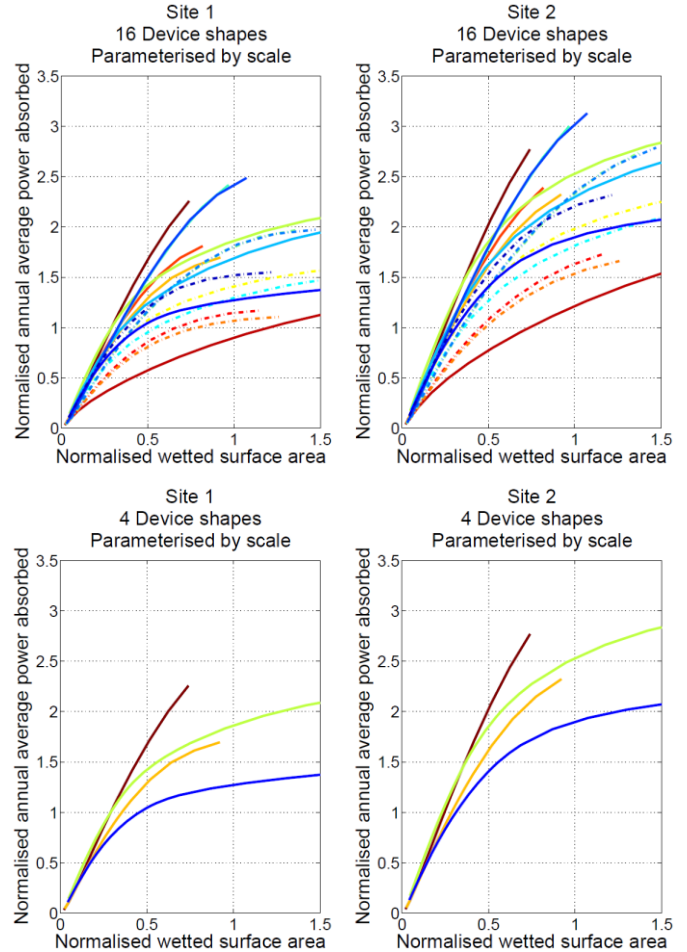 Site 1
16 Device shapes
Parameterised by scale
Normalised annual average power absorbed
3.5
3
2.5
2
1.5
1
0.5
0
0
0.5
1
1.5
Normalised wetted surface area
Site 2
16 Device shapes
Parameterised by scale
Normalised annual average power absorbed
3.5
3
2.5
2
1.5
1
0.5
0
0
0.5
1
1.5
Normalised wetted surface area
Site 1
4 Device shapes
Parameterised by scale
Normalised annual average power absorbed
3.5
3
2.5
2
1.5
1
0.5
0
0
0.5
1
1.5
Normalised wetted surface area
Site 2
4 Device shapes
Parameterised by scale
Normalised annual average power absorbed
3.5
3
2.5
2
1.5
1
0.5
0
0
0.5
1
1.5
Normalised wetted surface area